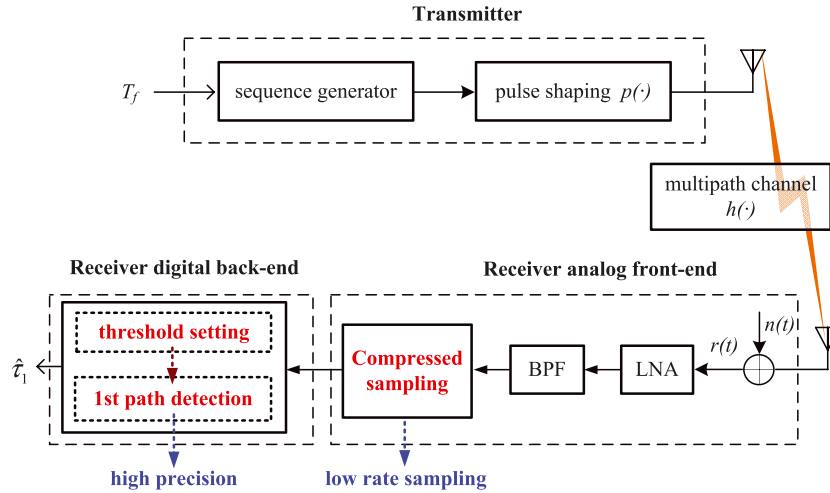 Transmitter
T_f
sequence generator
pulse shaping p(·)
multipath channel
h(·)
Receiver digital back-end
Receiver analog front-end
threshold setting
1st path detection
τ̂₁
Compressed
sampling
BPF
LNA
r(t)
n(t)
high precision
low rate sampling